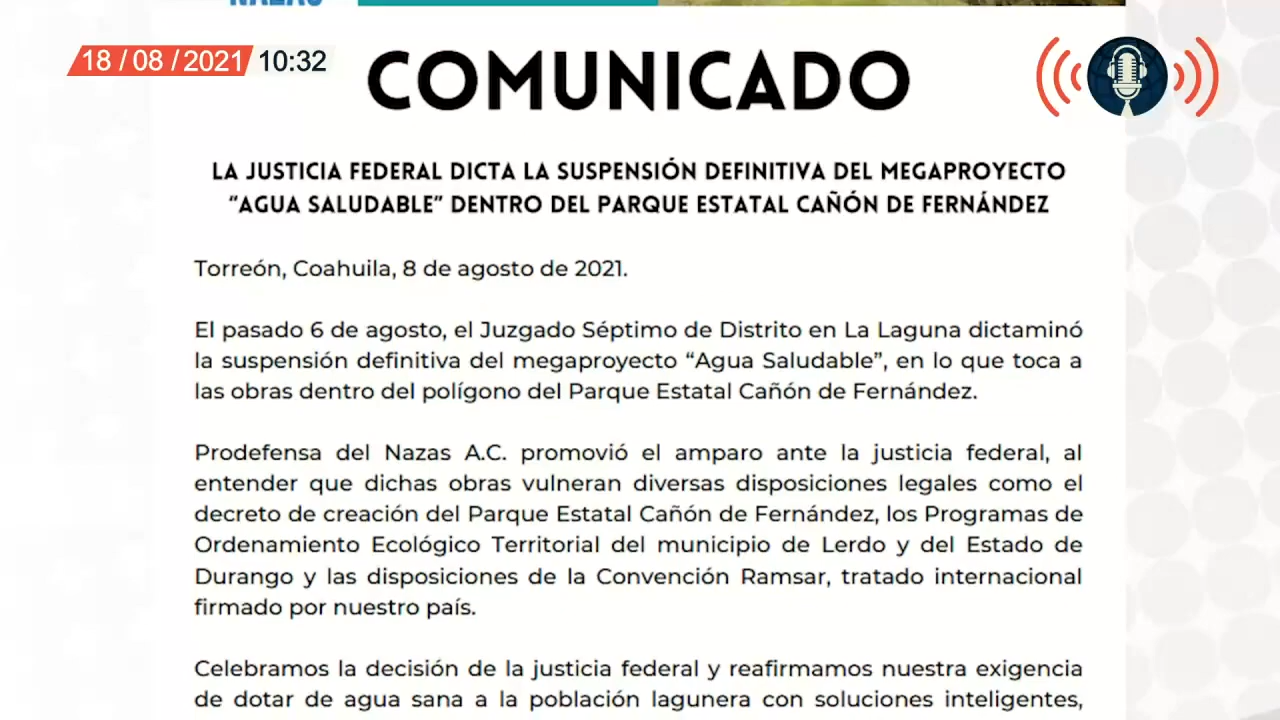 18 / 08 / 2021 10:32
COMUNICADO
LA JUSTICIA FEDERAL DICTA LA SUSPENSIÓN DEFINITIVA DEL MEGAPROYECTO
“AGUA SALUDABLE” DENTRO DEL PARQUE ESTATAL CAÑÓN DE FERNÁNDEZ
Torreón, Coahuila, 8 de agosto de 2021.
El pasado 6 de agosto, el Juzgado Séptimo de Distrito en La Laguna dictaminó
la suspensión definitiva del megaproyecto “Agua Saludable”, en lo que toca a
las obras dentro del polígono del Parque Estatal Cañón de Fernández.
Prodefensa del Nazas A.C. promovió el amparo ante la justicia federal, al
entender que dichas obras vulneran diversas disposiciones legales como el
decreto de creación del Parque Estatal Cañón de Fernández, los Programas de
Ordenamiento Ecológico Territorial del municipio de Lerdo y del Estado de
Durango y las disposiciones de la Convención Ramsar, tratado internacional
firmado por nuestro país.
Celebramos la decisión de la justicia federal y reafirmamos nuestra exigencia
de dotar de agua sana a la población lagunera con soluciones inteligentes,